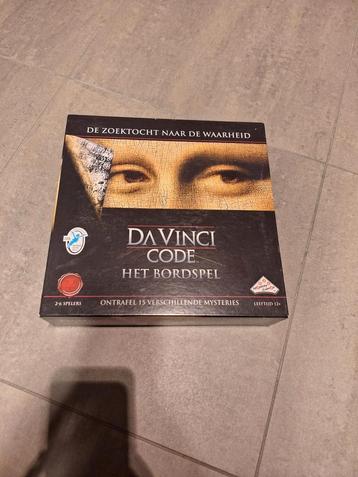 DE ZOEKTOCHT NAAR DE WAARHEID
DA VINCI
CODE
HET BORDSPEL
2-6 SPELERS
ONTRAFEL 15 VERSCHILLENDE MYSTERIES
LEEFTIJD 12+